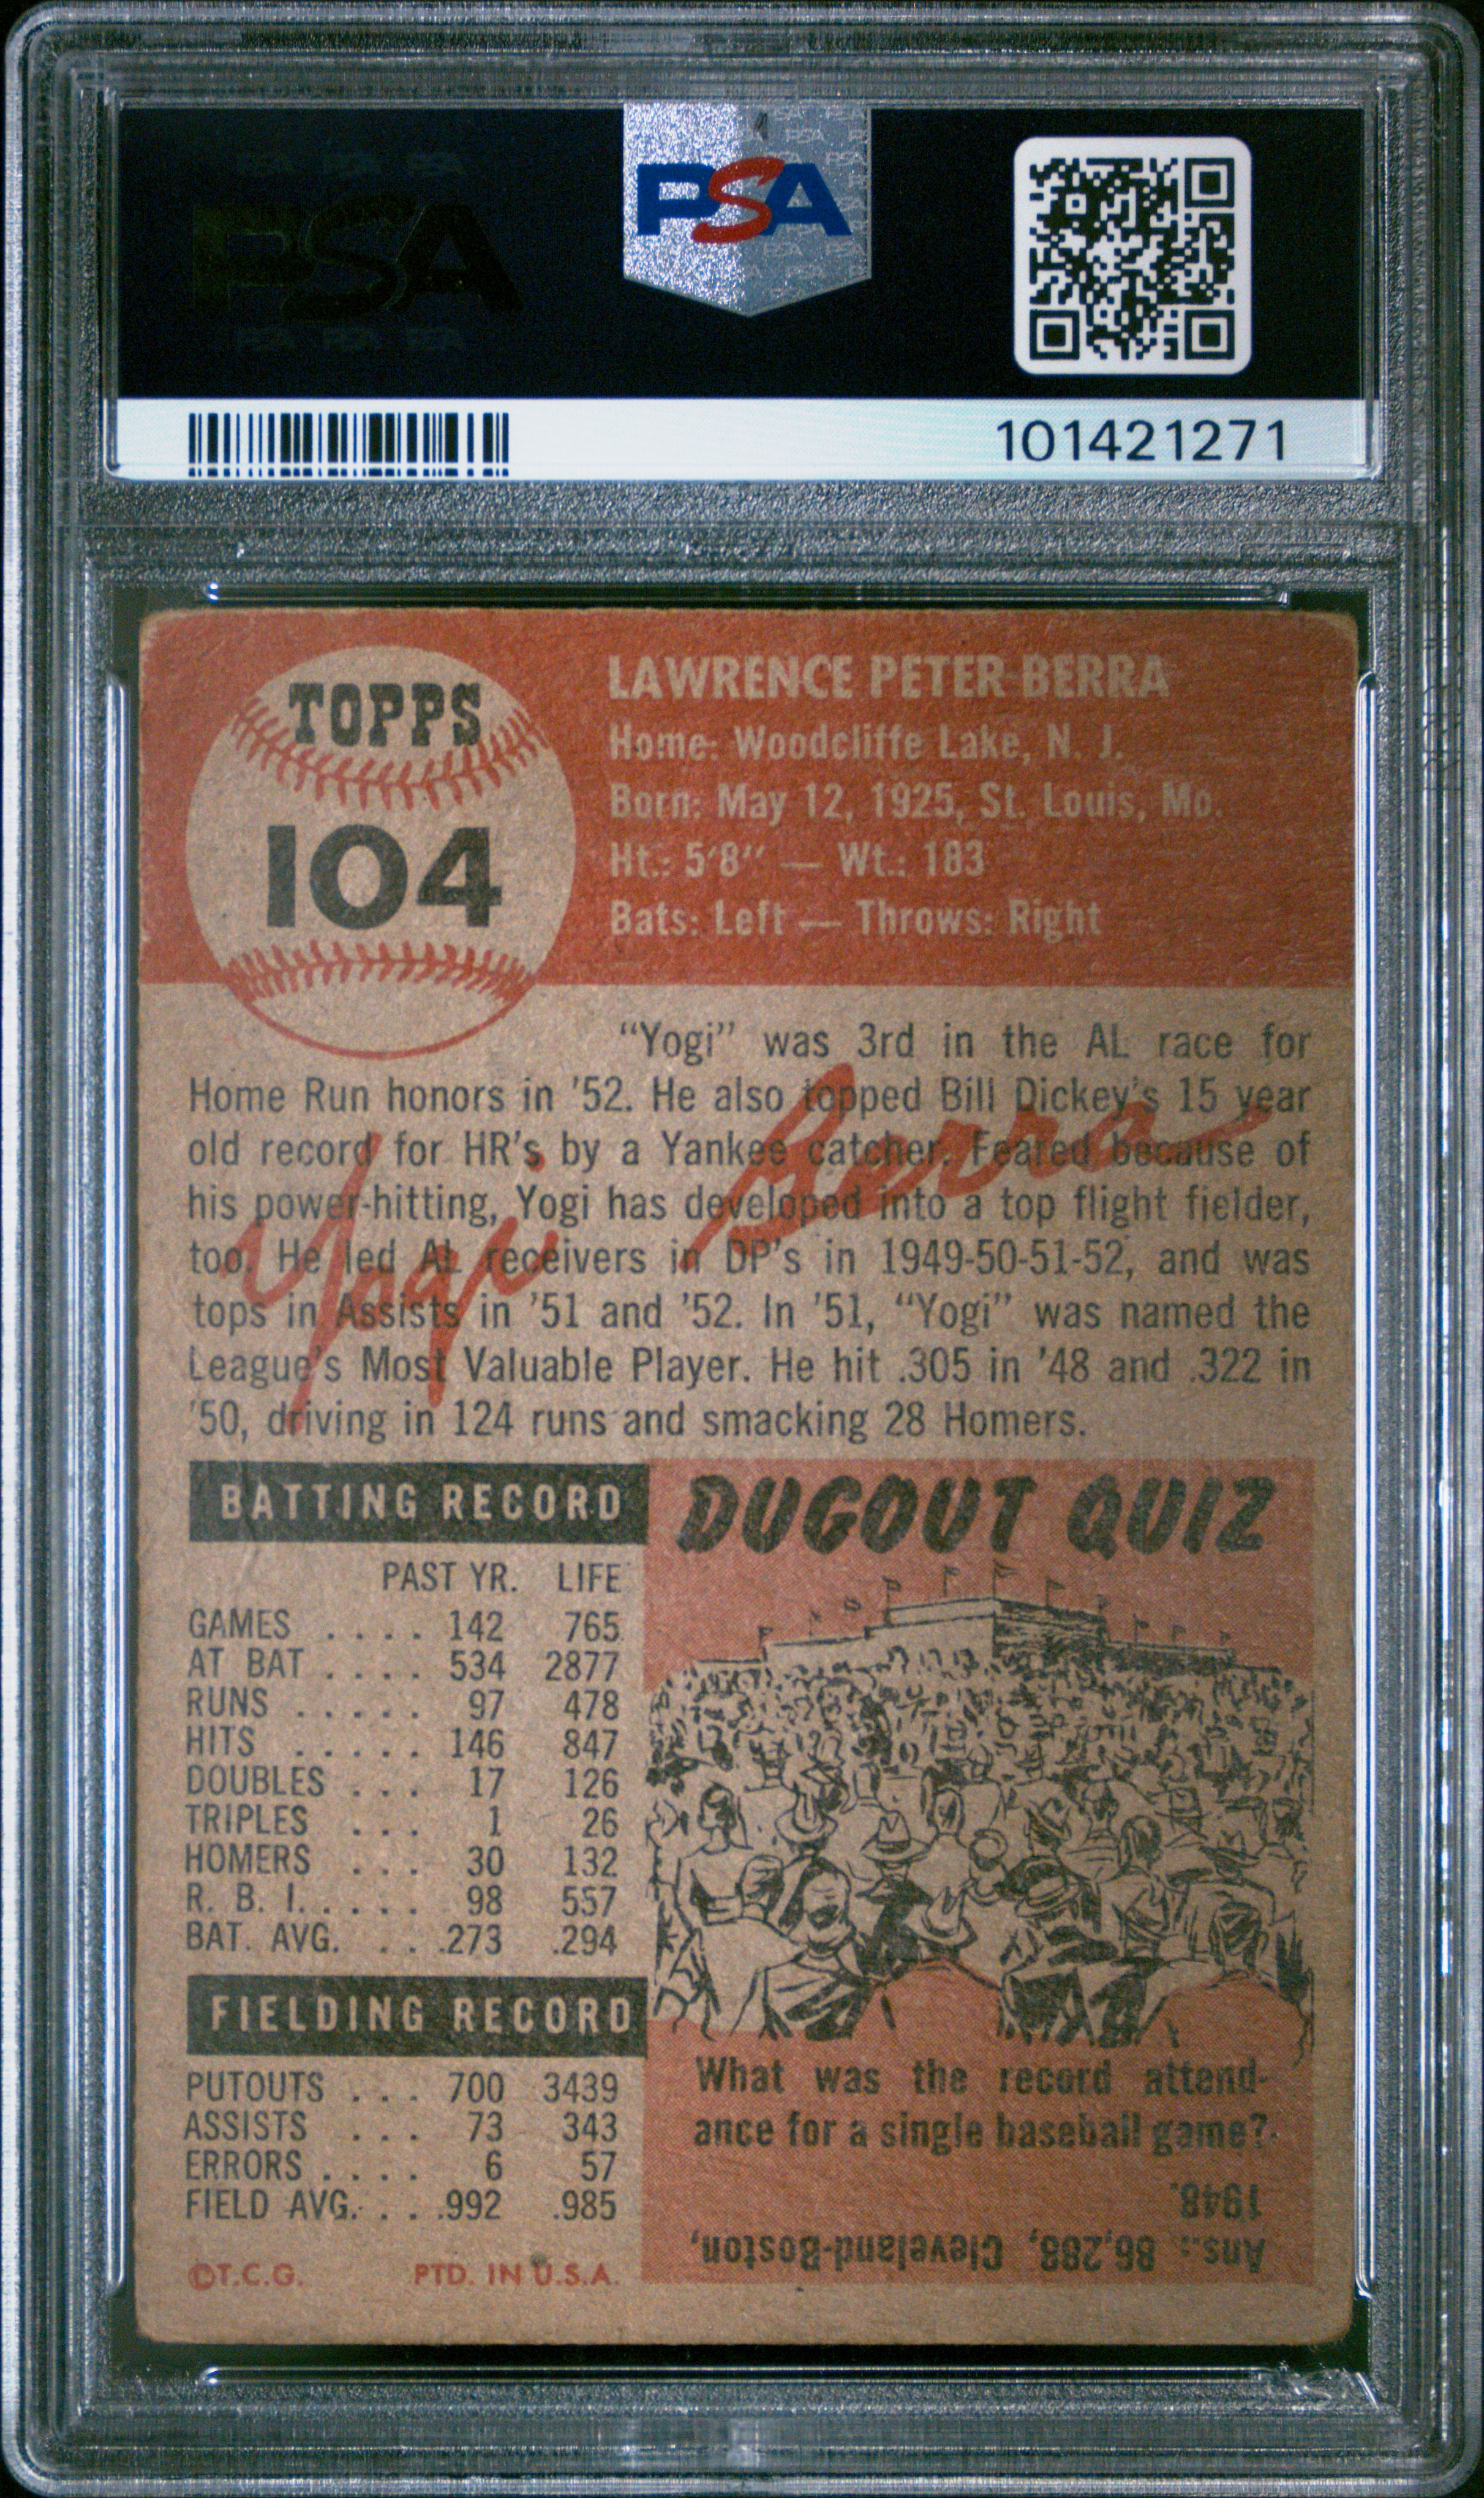 PSA
PSA
101421271
TOPPS
104
LAWRENCE PETER BERRA
Home: Woodcliffe Lake, N. J.
Born: May 12, 1925, St. Louis, Mo.
Ht.: 5'8" — Wt.: 183
Bats: Left — Throws: Right
"Yogi" was 3rd in the AL race for
Home Run honors in '52. He also topped Bill Dickey's 15 year
old record for HR's by a Yankee catcher. Feared because of
his power-hitting, Yogi has developed into a top flight fielder,
too. He led AL receivers in DP's in 1949-50-51-52, and was
tops in Assists in '51 and '52. In '51, "Yogi" was named the
League's Most Valuable Player. He hit .305 in '48 and .322 in
'50, driving in 124 runs and smacking 28 Homers.
Yogi Berra
BATTING RECORD
PAST YR. LIFE
GAMES .... 142 765
AT BAT .... 534 2877
RUNS ..... 97 478
HITS ..... 146 847
DOUBLES ... 17 126
TRIPLES ... 1 26
HOMERS ... 30 132
R. B. I. .... 98 557
BAT. AVG. .. .273 .294
FIELDING RECORD
PUTOUTS ... 700 3439
ASSISTS ... 73 343
ERRORS .... 6 57
FIELD AVG. .. .992 .985
©T.C.G. PTD. IN U.S.A.
DUGOUT QUIZ
What was the record attend-
ance for a single baseball game?
Ans.: 86,288, Cleveland-Boston,
1948.